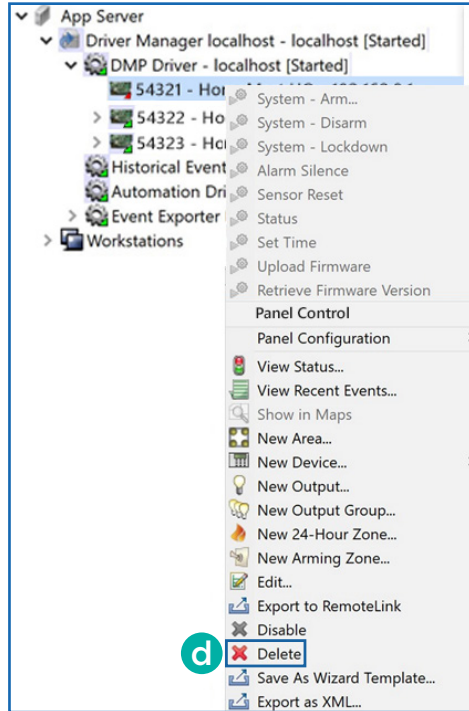 App Server
Driver Manager localhost - localhost [Started]
DMP Driver - localhost [Started]
54321 - Hor
54322 - Ho
54323 - Ho
Historical Event
Automation Dri
Event Exporter
Workstations
System - Arm...
System - Disarm
System - Lockdown
Alarm Silence
Sensor Reset
Status
Set Time
Upload Firmware
Retrieve Firmware Version
Panel Control
Panel Configuration
View Status...
View Recent Events...
Show in Maps
New Area...
New Device...
New Output...
New Output Group...
New 24-Hour Zone...
New Arming Zone...
Edit...
Export to RemoteLink
Disable
d Delete
Save As Wizard Template...
Export as XML...